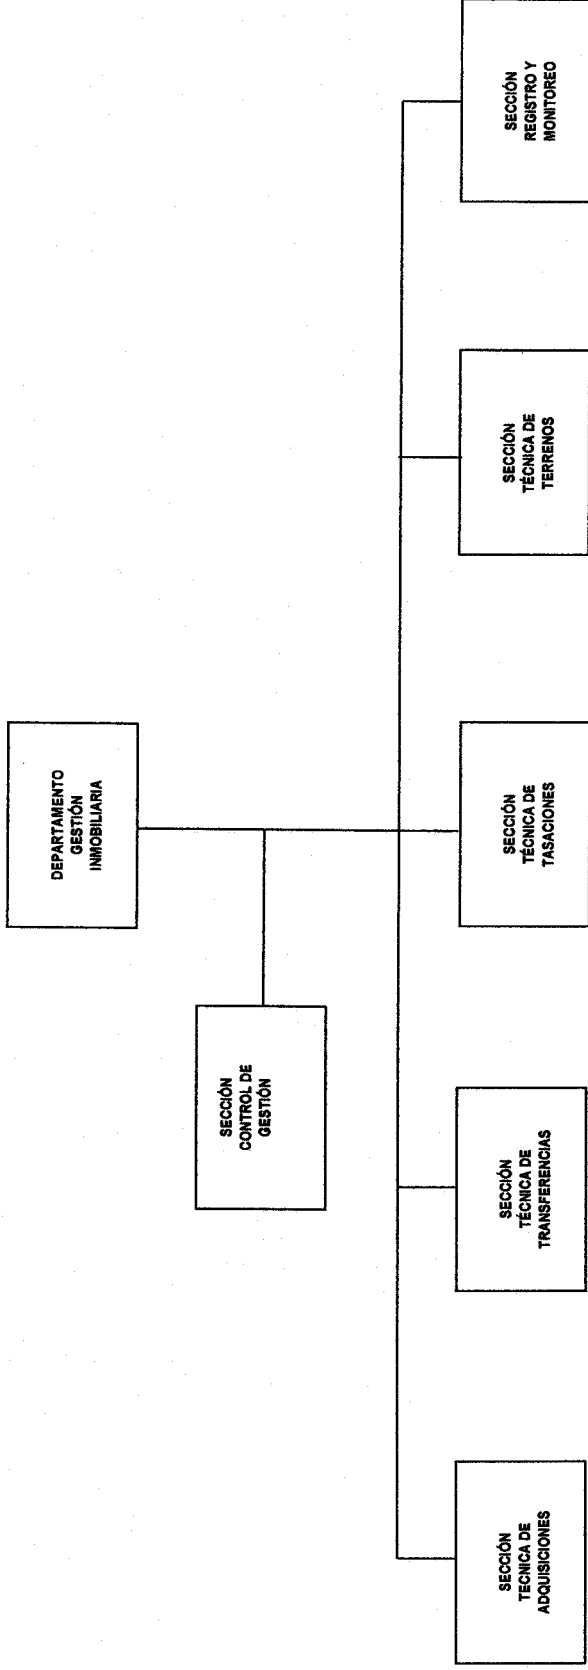 DEPARTAMENTO
GESTIÓN
INMOBILIARIA
SECCIÓN
CONTROL DE
GESTIÓN
SECCIÓN
TECNICA DE
ADQUISICIONES
SECCIÓN
TÉCNICA DE
TRANSFERENCIAS
SECCIÓN
TÉCNICA DE
TASACIONES
SECCIÓN
TÉCNICA DE
TERRENOS
SECCIÓN
REGISTRO Y
MONITOREO